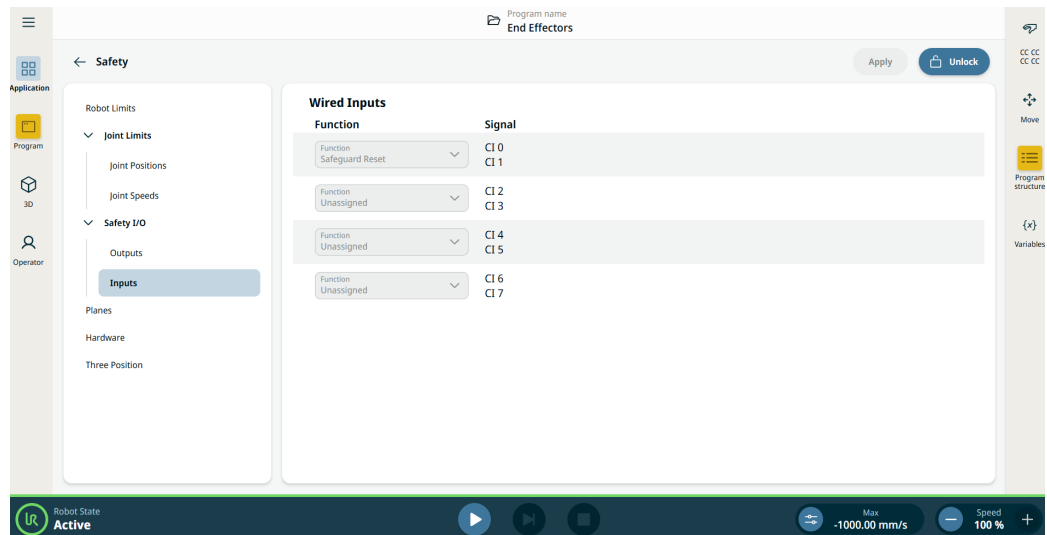 Program name
End Effectors
Safety
Apply
Unlock
CC CC
CC CC
Application
Program
3D
Operator
Robot Limits
Joint Limits
Joint Positions
Joint Speeds
Safety I/O
Outputs
Inputs
Planes
Hardware
Three Position
Wired Inputs
Function Signal
Function
Safeguard Reset
CI 0
CI 1
Function
Unassigned
CI 2
CI 3
Function
Unassigned
CI 4
CI 5
Function
Unassigned
CI 6
CI 7
Move
Program
structure
{x}
Variables
UR
Robot State
Active
Max
-1000.00 mm/s
Speed
100 %